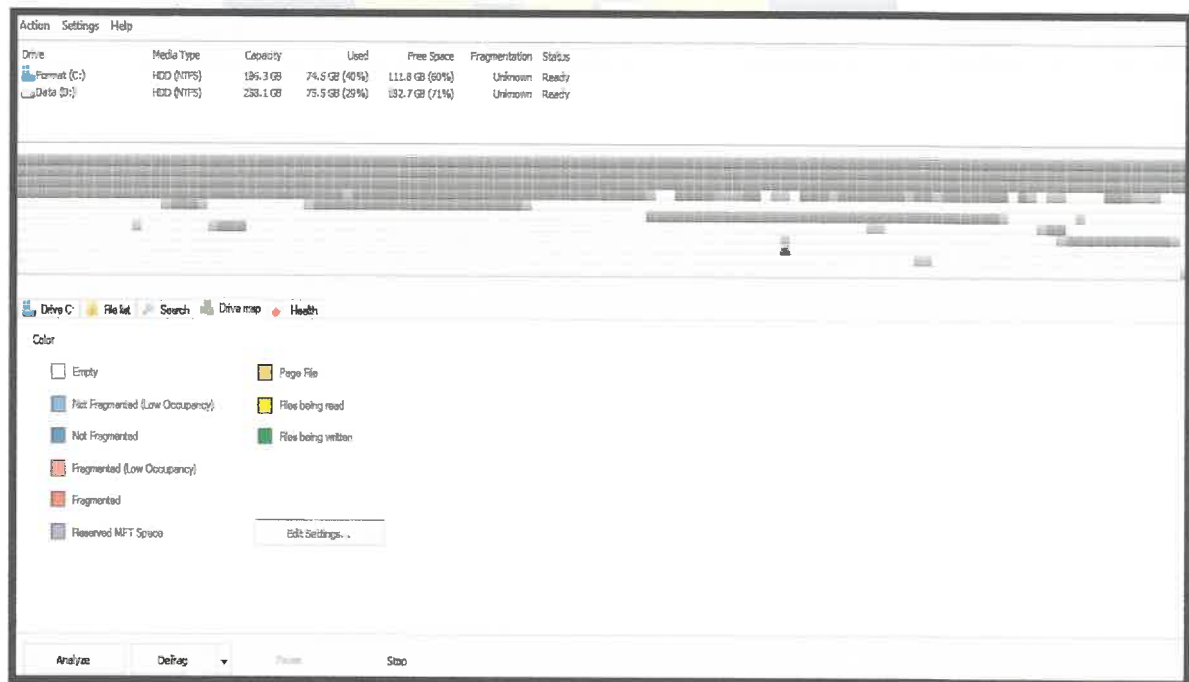 Action Settings Help
Drive Media Type Capacity Used Free Space Fragmentation Status
Format (C:) HDD (NTFS) 186.3 GB 74.5 GB (40%) 111.8 GB (60%) Unknown Ready
Data (D:) HDD (NTFS) 258.1 GB 75.5 GB (29%) 182.7 GB (71%) Unknown Ready
Drive C: File list Search Drive map Health
Color
Empty Page File
Not Fragmented (Low Occupancy) Files being read
Not Fragmented Files being written
Fragmented (Low Occupancy)
Fragmented
Reserved MFT Space Edit Settings...
Analyze Defrag Pause Stop